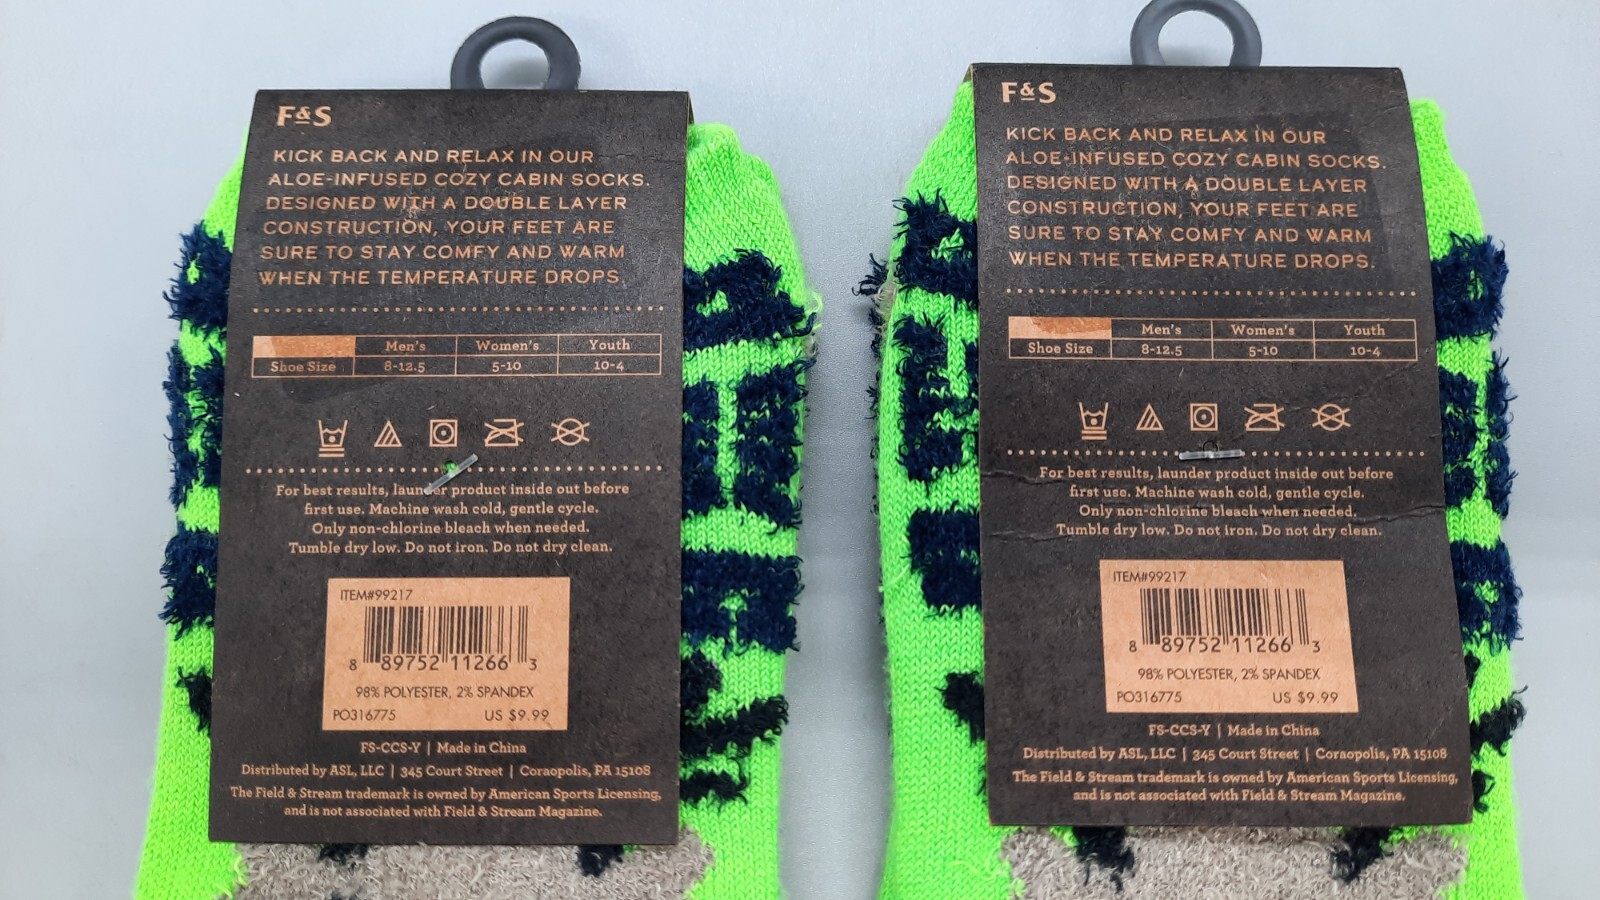 F&S
KICK BACK AND RELAX IN OUR
ALOE-INFUSED COZY CABIN SOCKS.
DESIGNED WITH A DOUBLE LAYER
CONSTRUCTION, YOUR FEET ARE
SURE TO STAY COMFY AND WARM
WHEN THE TEMPERATURE DROPS
Men's Women's Youth
Shoe Size 8-12.5 5-10 10-4
For best results, launder product inside out before
first use. Machine wash cold, gentle cycle.
Only non-chlorine bleach when needed.
Tumble dry low. Do not iron. Do not dry clean.
ITEM#99217
8 89752 11266 3
98% POLYESTER, 2% SPANDEX
PO316775 US $9.99
FS-CCS-Y | Made in China
Distributed by ASL, LLC | 345 Court Street | Coraopolis, PA 15108
The Field & Stream trademark is owned by American Sports Licensing,
and is not associated with Field & Stream Magazine.
F&S
KICK BACK AND RELAX IN OUR
ALOE-INFUSED COZY CABIN SOCKS.
DESIGNED WITH A DOUBLE LAYER
CONSTRUCTION, YOUR FEET ARE
SURE TO STAY COMFY AND WARM
WHEN THE TEMPERATURE DROPS.
Men's Women's Youth
Shoe Size 8-12.5 5-10 10-4
For best results, launder product inside out before
first use. Machine wash cold, gentle cycle.
Only non-chlorine bleach when needed.
Tumble dry low. Do not iron. Do not dry clean.
ITEM#99217
8 89752 11266 3
98% POLYESTER, 2% SPANDEX
PO316775 US $9.99
FS-CCS-Y | Made in China
Distributed by ASL, LLC | 345 Court Street | Coraopolis, PA 15108
The Field & Stream trademark is owned by American Sports Licensing,
and is not associated with Field & Stream Magazine.